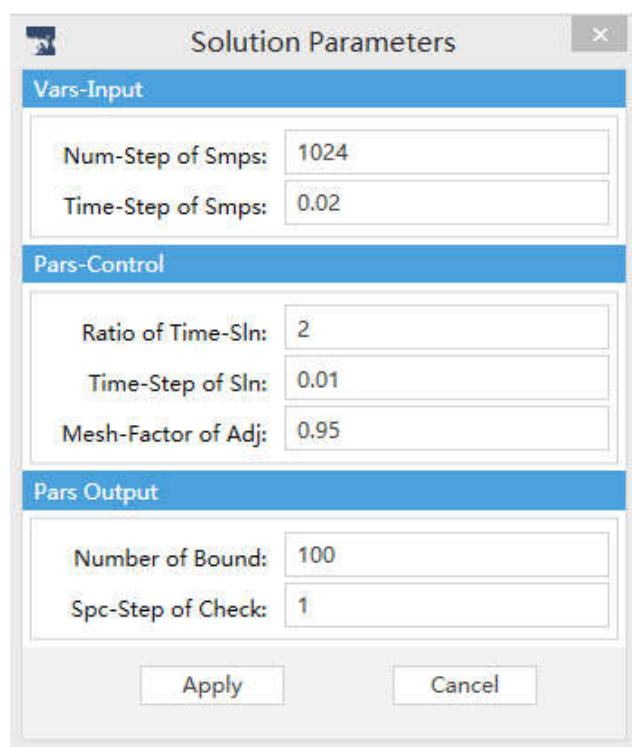 Solution Parameters
Vars-Input
Num-Step of Smps: 1024
Time-Step of Smps: 0.02
Pars-Control
Ratio of Time-Sln: 2
Time-Step of Sln: 0.01
Mesh-Factor of Adj: 0.95
Pars Output
Number of Bound: 100
Spc-Step of Check: 1
Apply Cancel